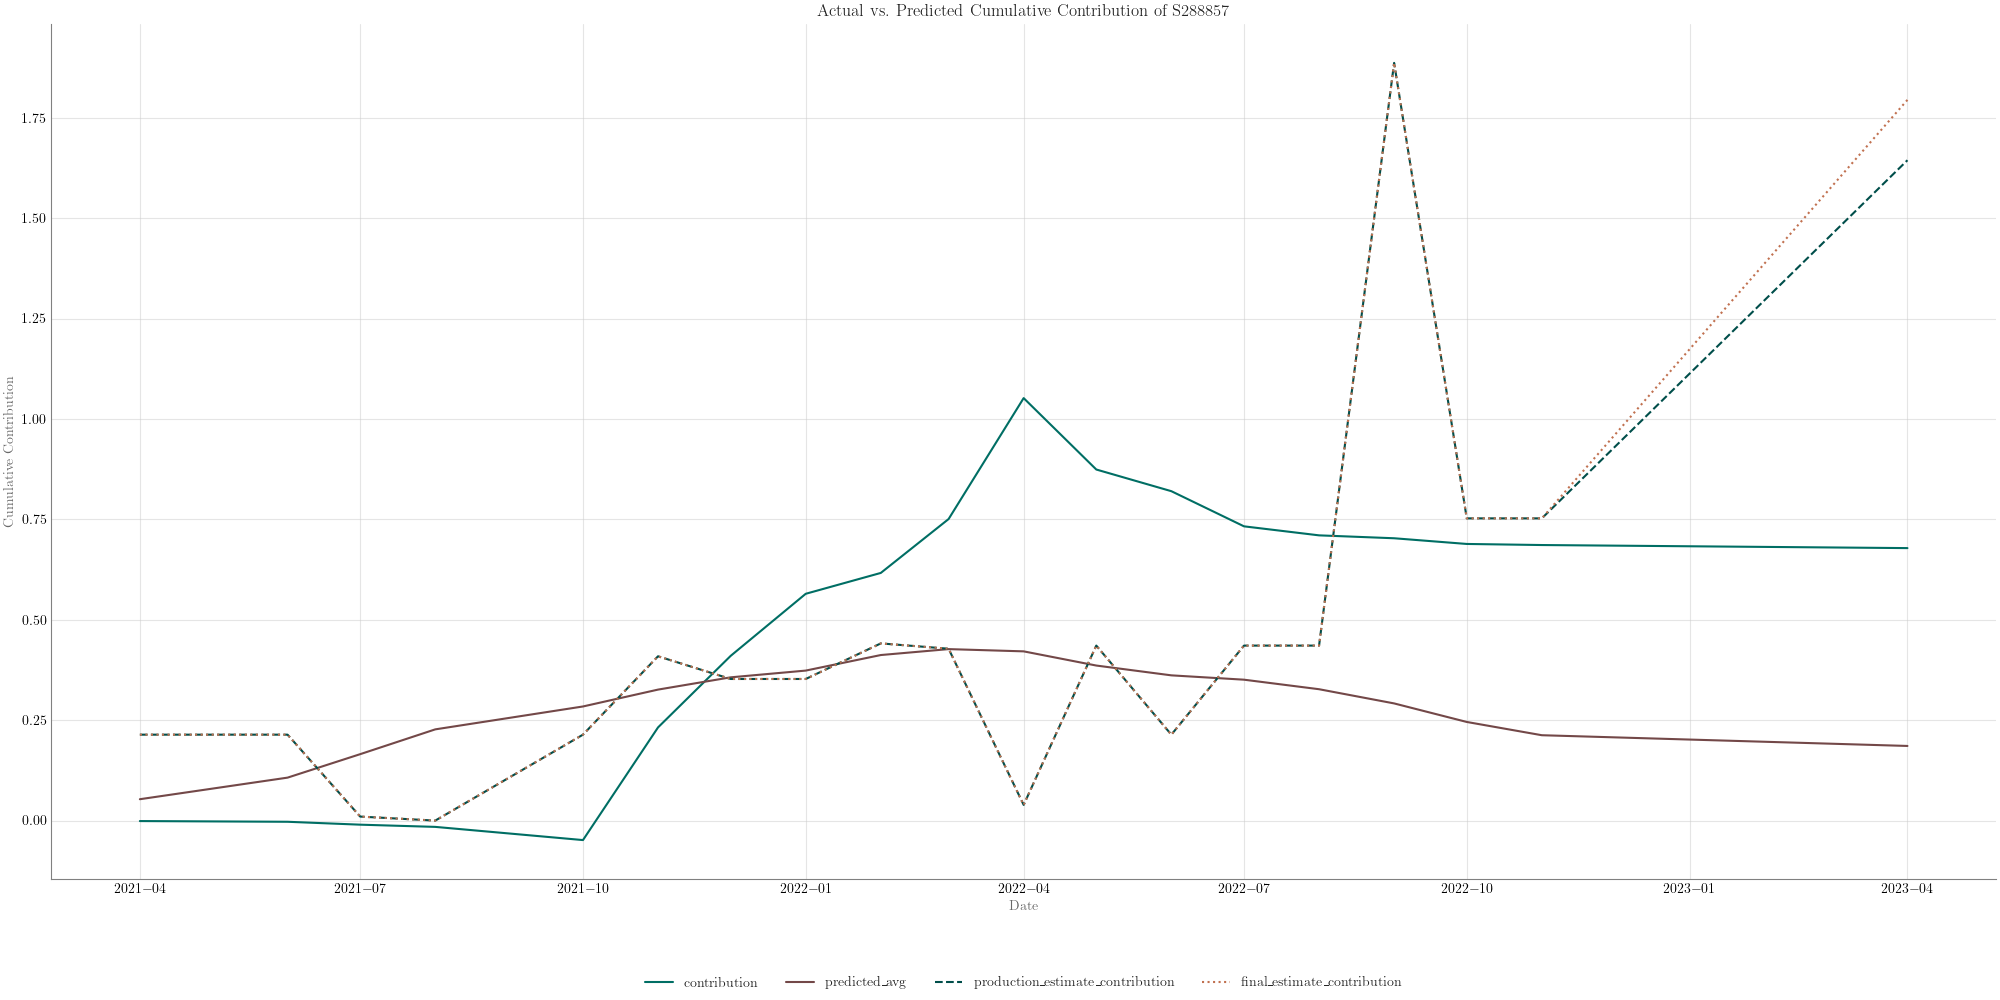 Actual vs. Predicted Cumulative Contribution of S288857
Cumulative Contribution
1.75
1.50
1.25
1.00
0.75
0.50
0.25
0.00
2021−04 2021−07 2021−10 2022−01 2022−04 2022−07 2022−10 2023−01 2023−04
Date
contribution predicted_avg production_estimate_contribution final_estimate_contribution